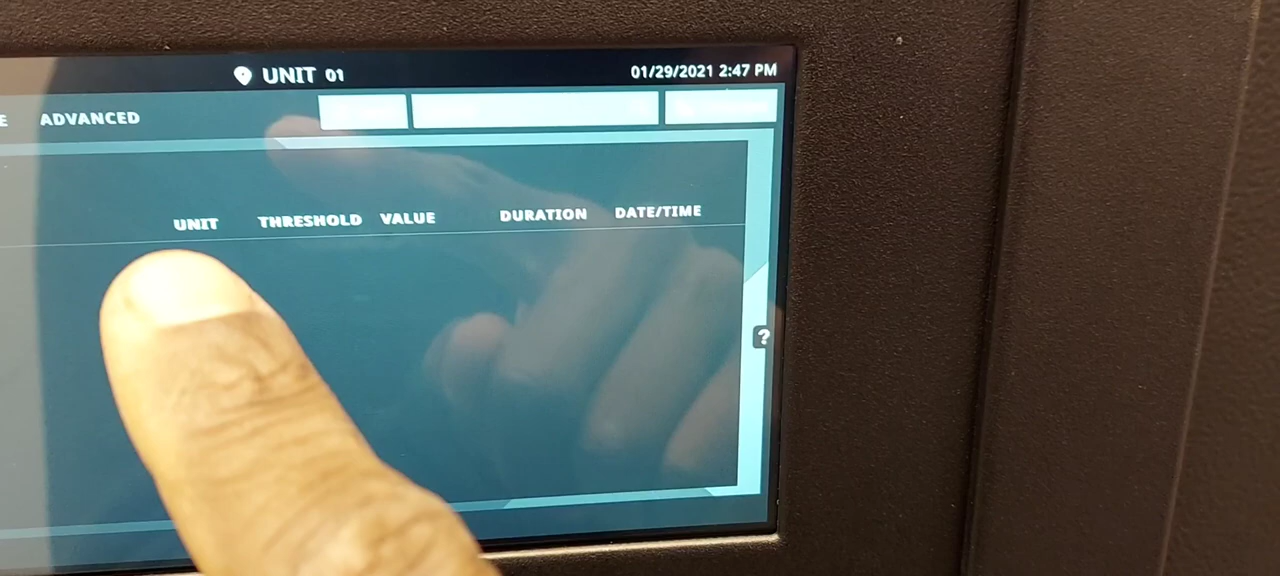 UNIT 01 01/29/2021 2:47 PM
E ADVANCED
UNIT THRESHOLD VALUE DURATION DATE/TIME
?